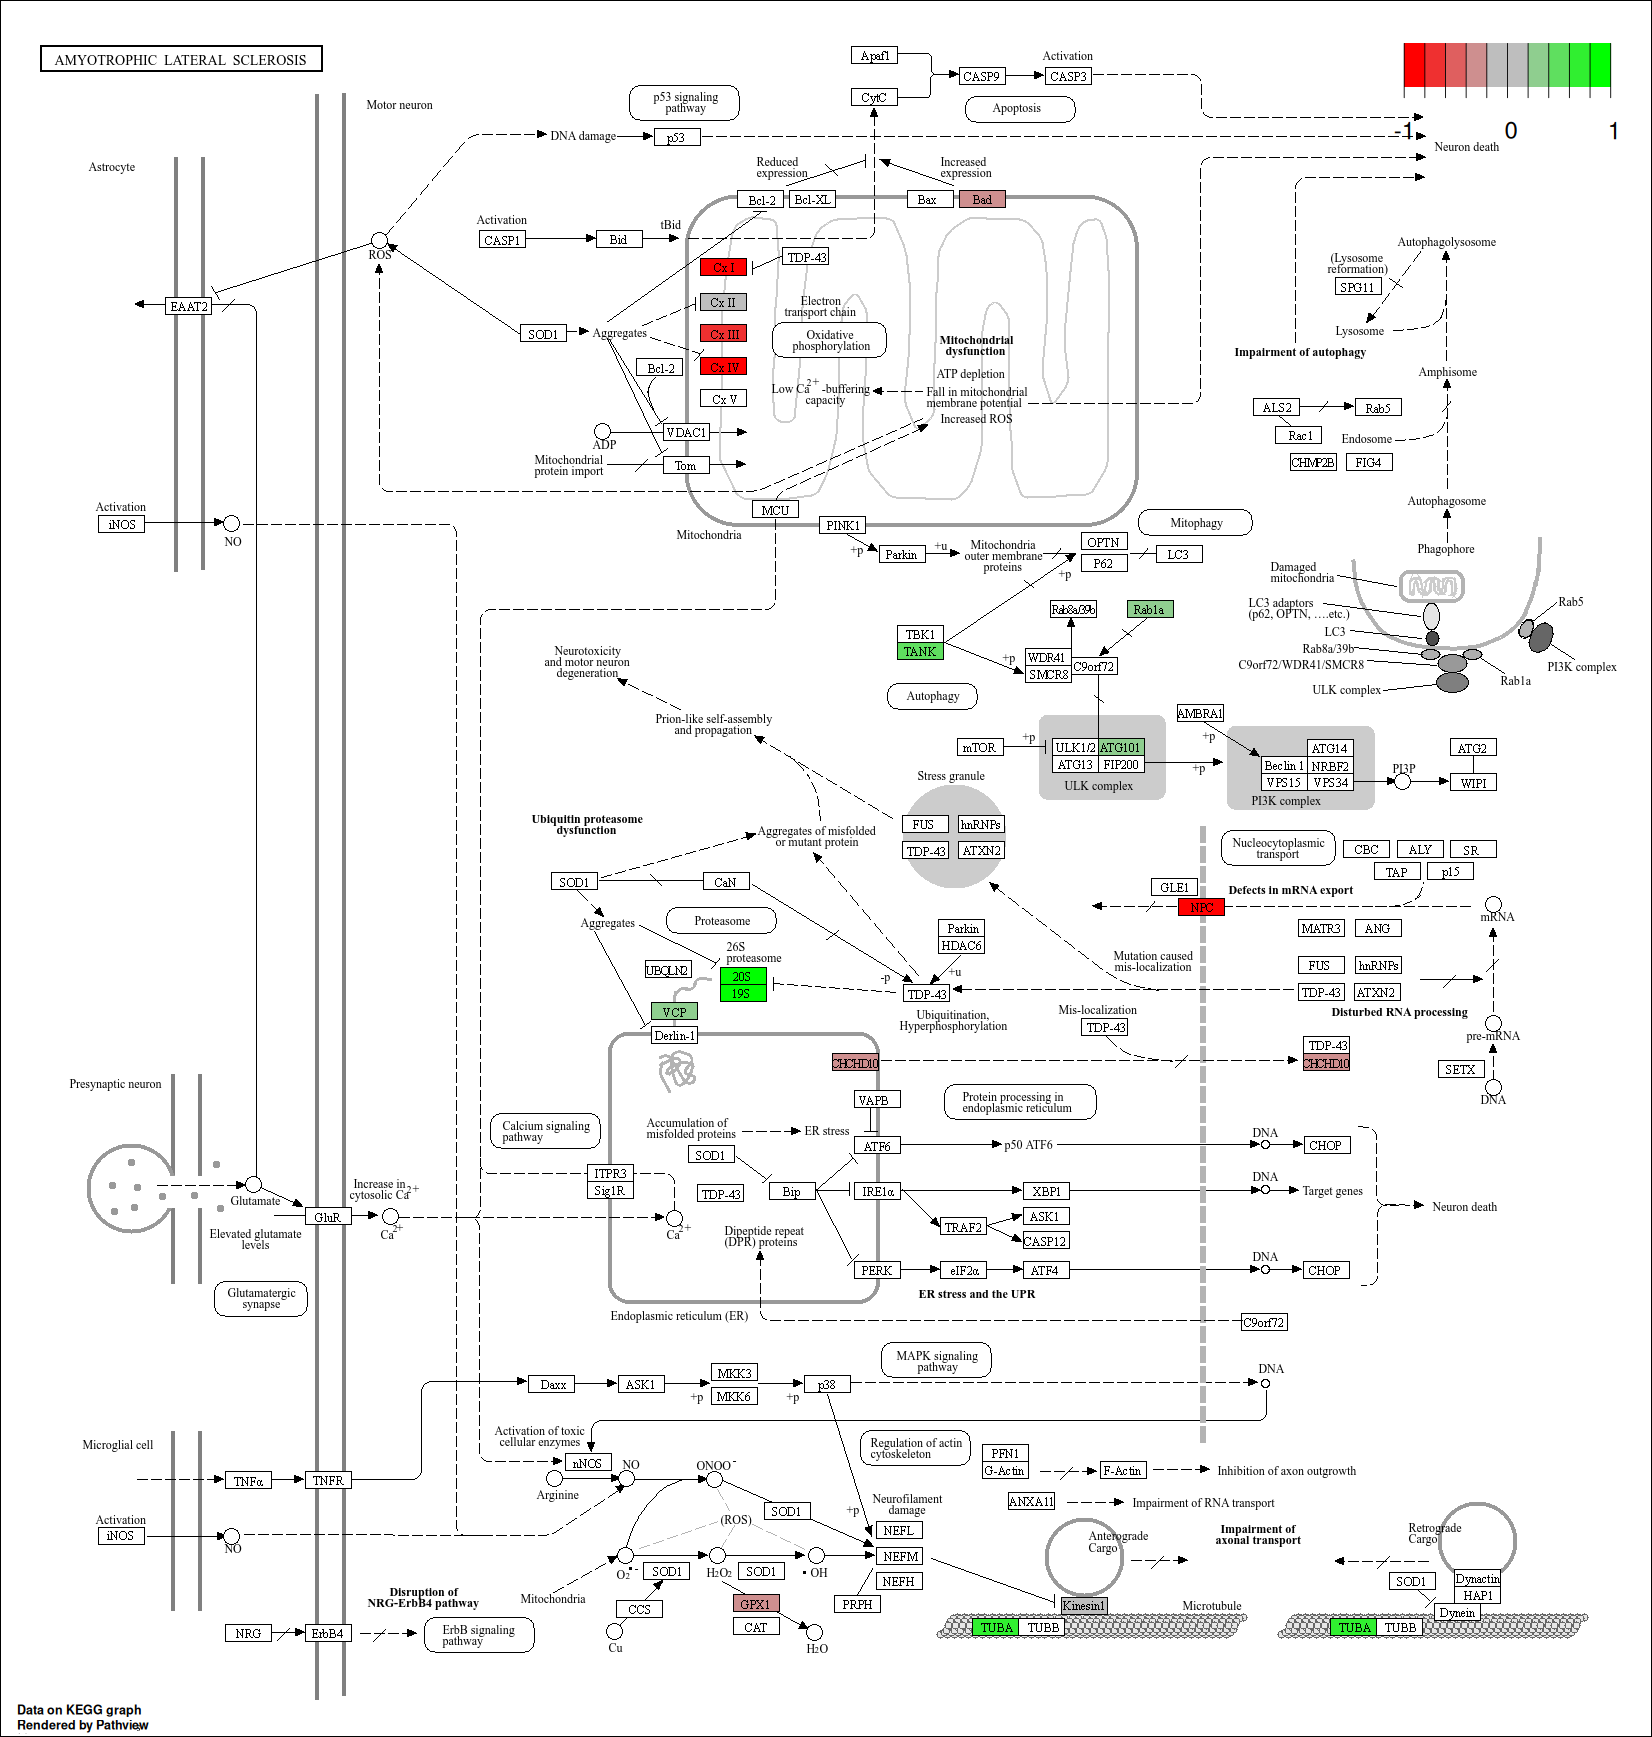 AMYOTROPHIC LATERAL SCLEROSIS
-1
0
1
Motor neuron
Astrocyte
p53 signaling
pathway
DNA damage
p53
Apaf1
CytC
CASP9
Activation
CASP3
Apoptosis
Neuron death
Reduced
expression
Increased
expression
Bcl-2
Bcl-XL
Bax
Bad
Activation
CASP1
Bid
tBid
ROS
EAAT2
SOD1
Aggregates
Cx I
TDP-43
Cx II
Cx III
Cx IV
Cx V
Bcl-2
Electron
transport chain
Oxidative
phosphorylation
Mitochondrial
dysfunction
ATP depletion
Low Ca2+ -buffering
capacity
Fall in mitochondrial
membrane potential
Increased ROS
ADP
VDAC1
Mitochondrial
protein import
Tom
MCU
Mitochondria
PINK1
+p
Parkin
+u
Mitochondria
outer membrane
proteins
OPTN
P62
LC3
Mitophagy
+p
Autophagolysosome
(Lysosome
reformation)
SPG11
Lysosome
Impairment of autophagy
Amphisome
ALS2
Rab5
Rac1
Endosome
CHMP2B
FIG4
Autophagosome
Phagophore
Damaged
mitochondria
LC3 adaptors
(p62, OPTN, ....etc.)
LC3
Rab8a/39b
C9orf72/WDR41/SMCR8
ULK complex
Rab5
PI3K complex
Rab1a
Activation
iNOS
NO
Rab8a/39b
Rab1a
TBK1
TANK
+p
WDR41
SMCR8
C9orf72
Autophagy
Neurotoxicity
and motor neuron
degeneration
Prion-like self-assembly
and propagation
mTOR
+p
ULK1/2
ATG101
ATG13
FIP200
ULK complex
AMBRA1
+p
+p
ATG14
Beclin 1
NRBF2
VPS15
VPS34
PI3K complex
PI3P
ATG2
WIPI
Stress granule
FUS
hnRNPs
TDP-43
ATXN2
Ubiquitin proteasome
dysfunction
Aggregates of misfolded
or mutant protein
SOD1
CaN
Aggregates
Proteasome
26S
proteasome
UBQLN2
20S
19S
VCP
Derlin-1
Parkin
HDAC6
+u
-p
TDP-43
Ubiquitination,
Hyperphosphorylation
Nucleocytoplasmic
transport
CBC
ALY
SR
TAP
p15
GLE1
Defects in mRNA export
NPC
mRNA
MATR3
ANG
Mutation caused
mis-localization
FUS
hnRNPs
TDP-43
ATXN2
Disturbed RNA processing
Mis-localization
TDP-43
pre-mRNA
TDP-43
CHCHD10
CHCHD10
SETX
DNA
Presynaptic neuron
Calcium signaling
pathway
Accumulation of
misfolded proteins
ER stress
VAPB
ATF6
Protein processing in
endoplasmic reticulum
p50 ATF6
DNA
CHOP
SOD1
ITPR3
Sig1R
TDP-43
Bip
IRE1α
XBP1
DNA
Target genes
TRAF2
ASK1
CASP12
Neuron death
Glutamate
Increase in
cytosolic Ca2+
GluR
Ca2+
Ca2+
Elevated glutamate
levels
Glutamatergic
synapse
Dipeptide repeat
(DPR) proteins
PERK
eIF2α
ATF4
DNA
CHOP
ER stress and the UPR
Endoplasmic reticulum (ER)
C9orf72
MAPK signaling
pathway
DNA
Daxx
ASK1
+p
MKK3
MKK6
+p
p38
Microglial cell
TNFα
TNFR
Activation of toxic
cellular enzymes
nNOS
Arginine
NO
ONOO-
Activation
iNOS
NO
(ROS)
SOD1
+p
Neurofilament
damage
NEFL
NEFM
NEFH
PRPH
Regulation of actin
cytoskeleton
PFN1
G-Actin
F-Actin
Inhibition of axon outgrowth
ANXA11
Impairment of RNA transport
Anterograde
Cargo
Impairment of
axonal transport
Retrograde
Cargo
O2•-
SOD1
H2O2
SOD1
•OH
Mitochondria
CCS
Cu
GPX1
CAT
H2O
Kinesin1
Microtubule
TUBA
TUBB
SOD1
Dynactin
HAP1
Dynein
TUBA
TUBB
Disruption of
NRG-ErbB4 pathway
NRG
ErbB4
ErbB signaling
pathway
Data on KEGG graph
Rendered by Pathview